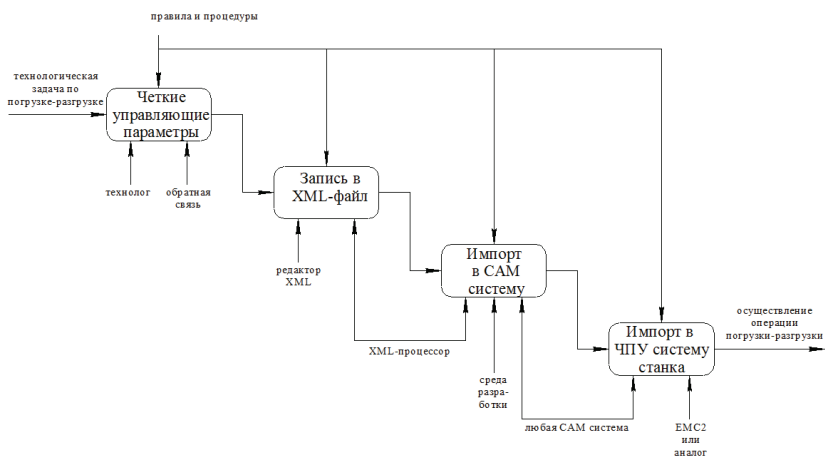 правила и процедуры
технологическая
задача по
погрузке-разгрузке
Четкие
управляющие
параметры
технолог
обратная
связь
Запись в
XML-файл
редактор
XML
Импорт
в САМ
систему
XML-процессор
среда
разра-
ботки
Импорт в
ЧПУ систему
станка
осуществление
операции
погрузки-разгрузки
любая САМ система
EMC2
или
аналог